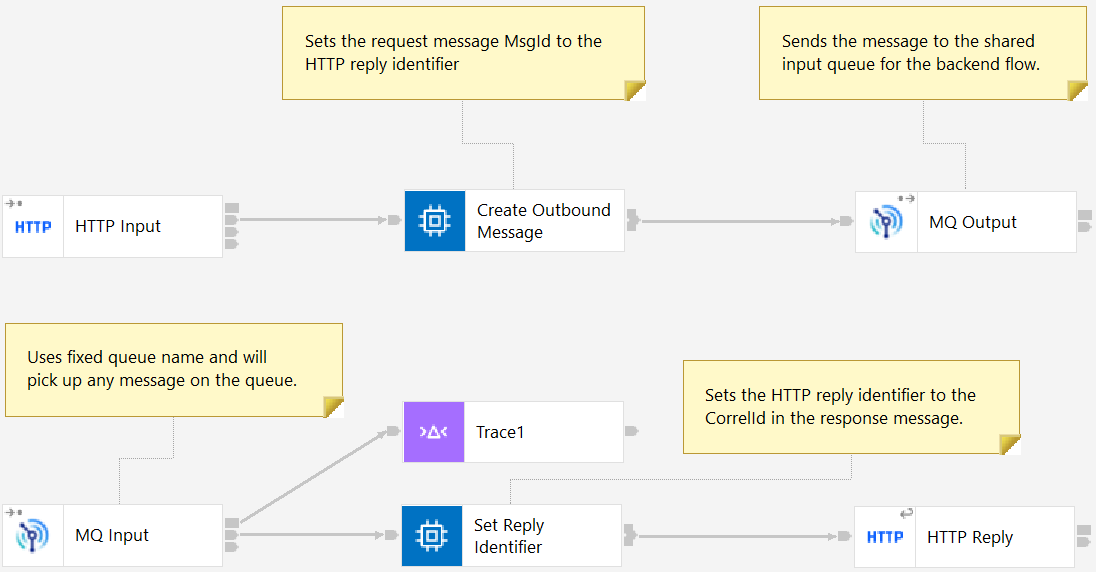 Sets the request message MsgId to the
HTTP reply identifier
Sends the message to the shared
input queue for the backend flow.
HTTP
HTTP Input
Create Outbound
Message
MQ Output
Uses fixed queue name and will
pick up any message on the queue.
Sets the HTTP reply identifier to the
CorrelId in the response message.
Trace1
MQ Input
Set Reply
Identifier
HTTP
HTTP Reply